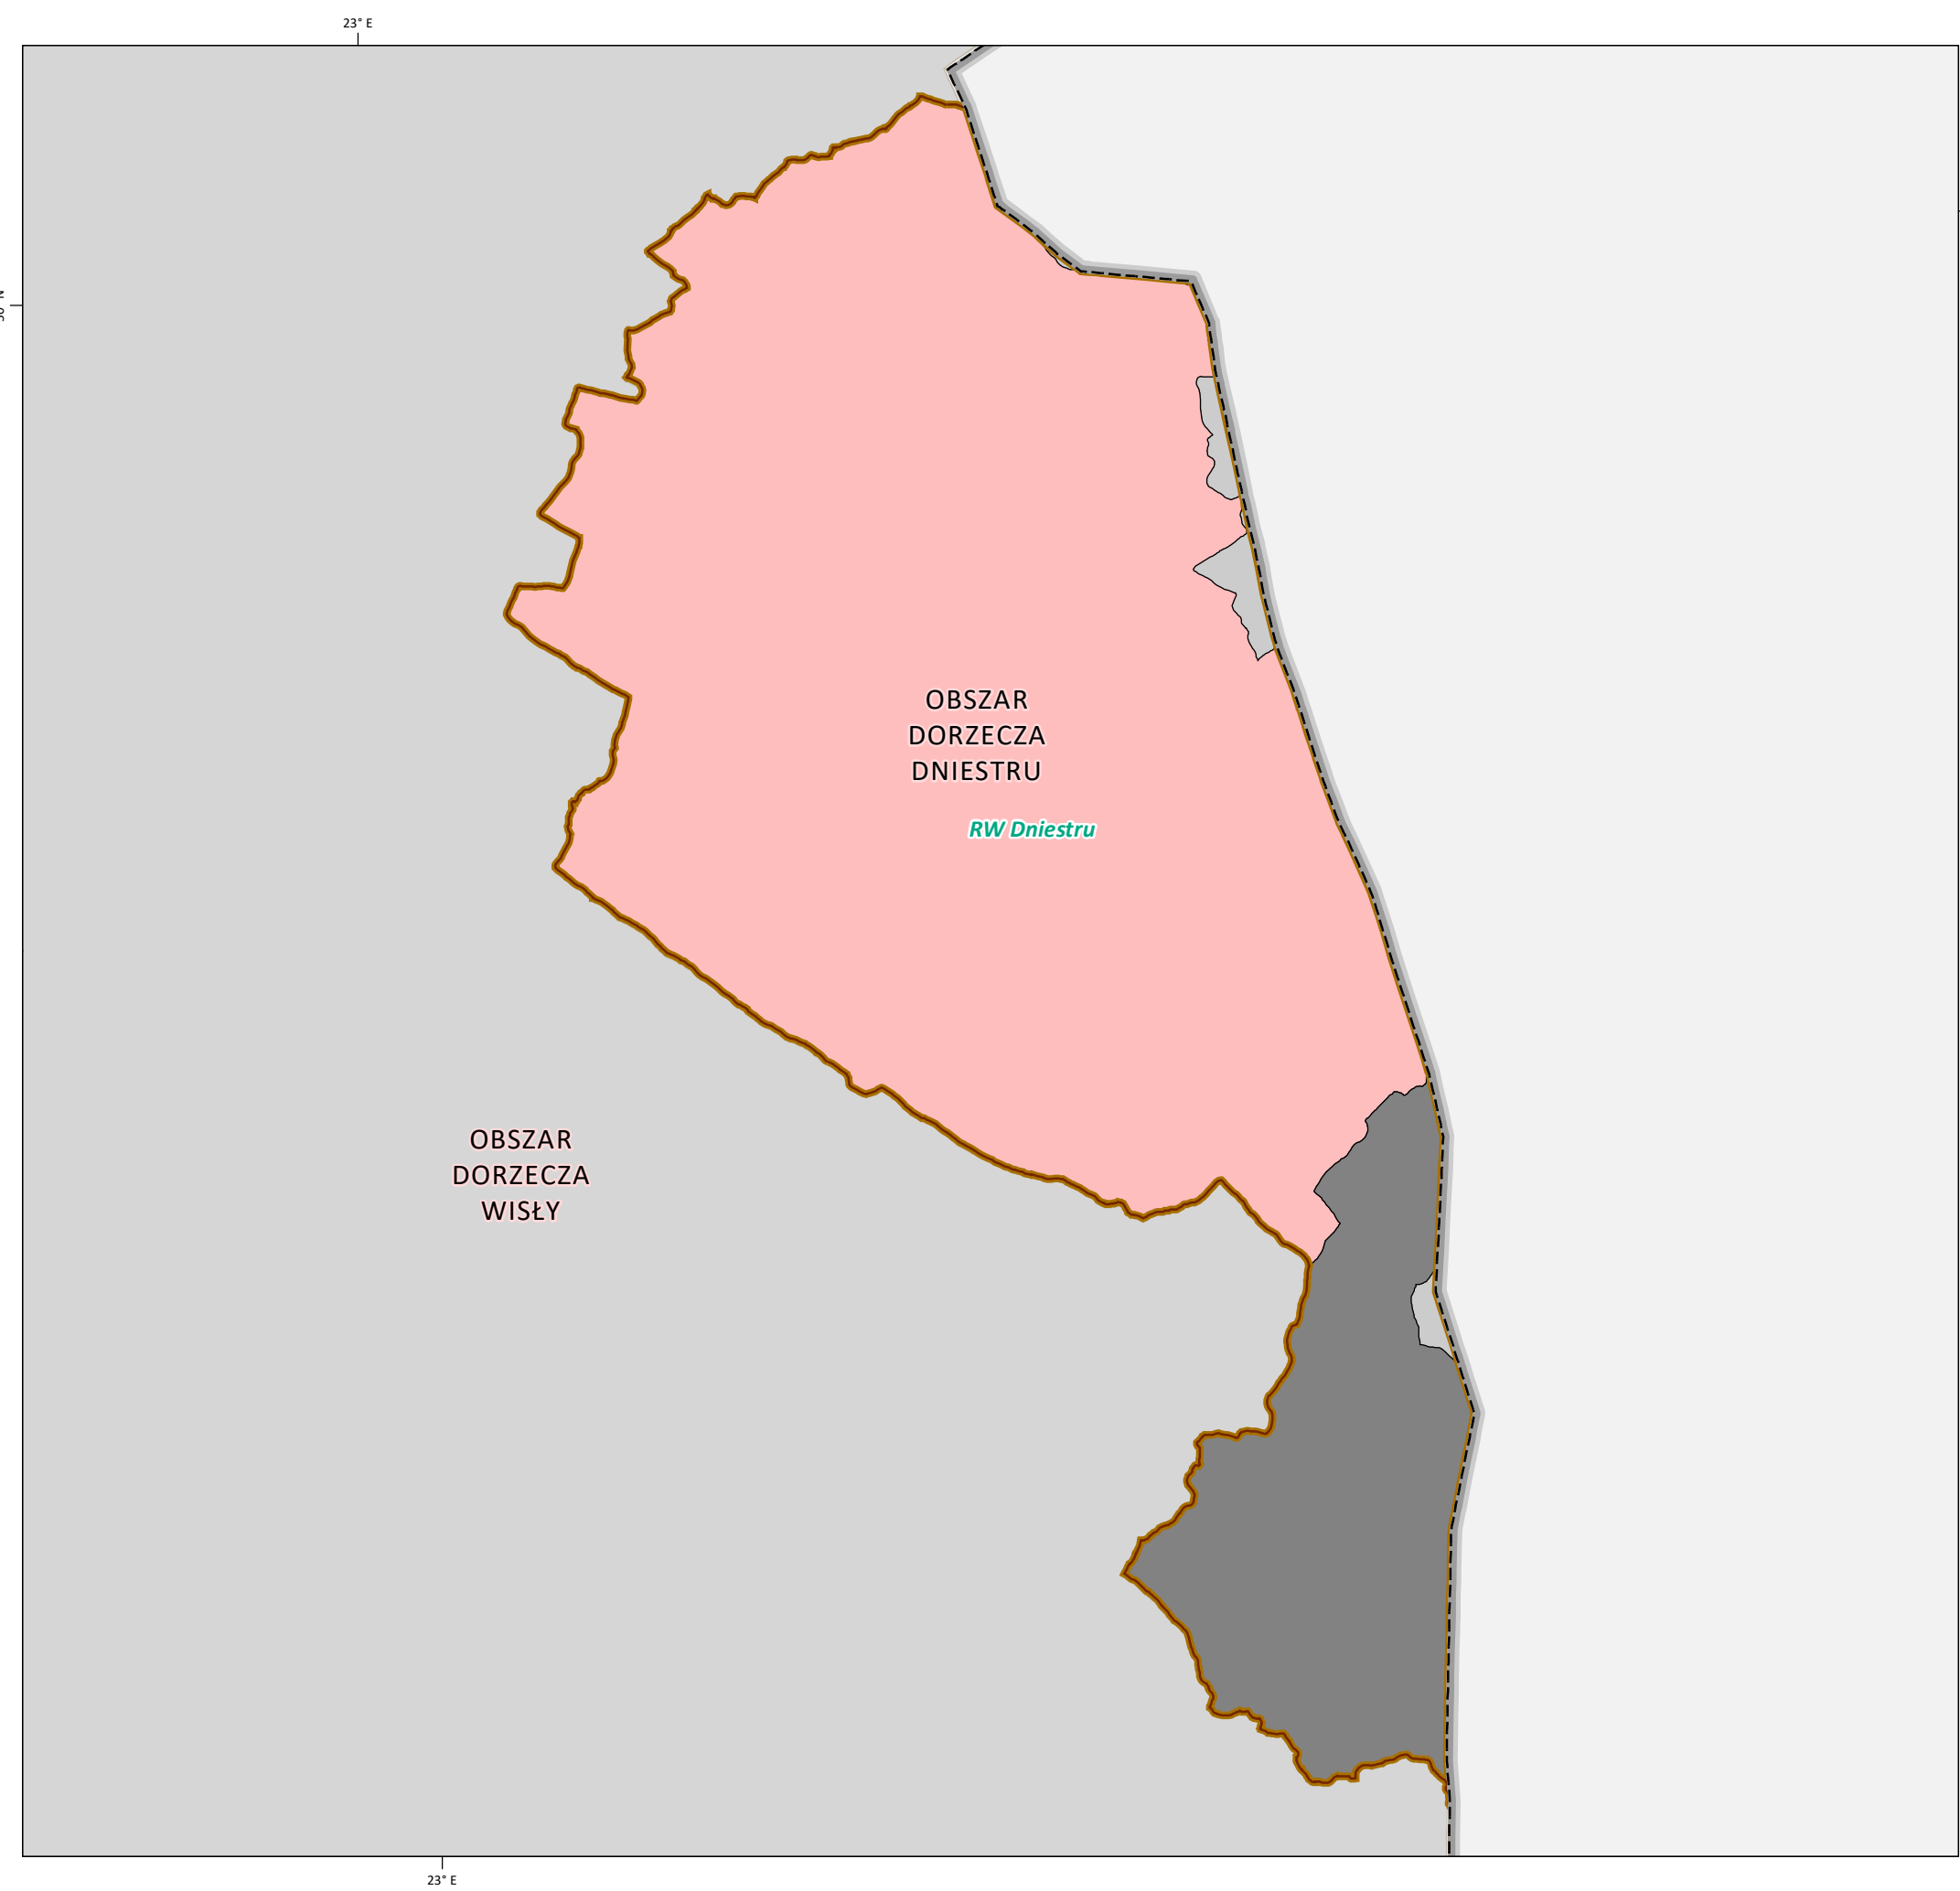 23° E
OBSZAR
DORZECZA
DNIESTRU
RW Dniestru
OBSZAR
DORZECZA
WISŁY
23° E